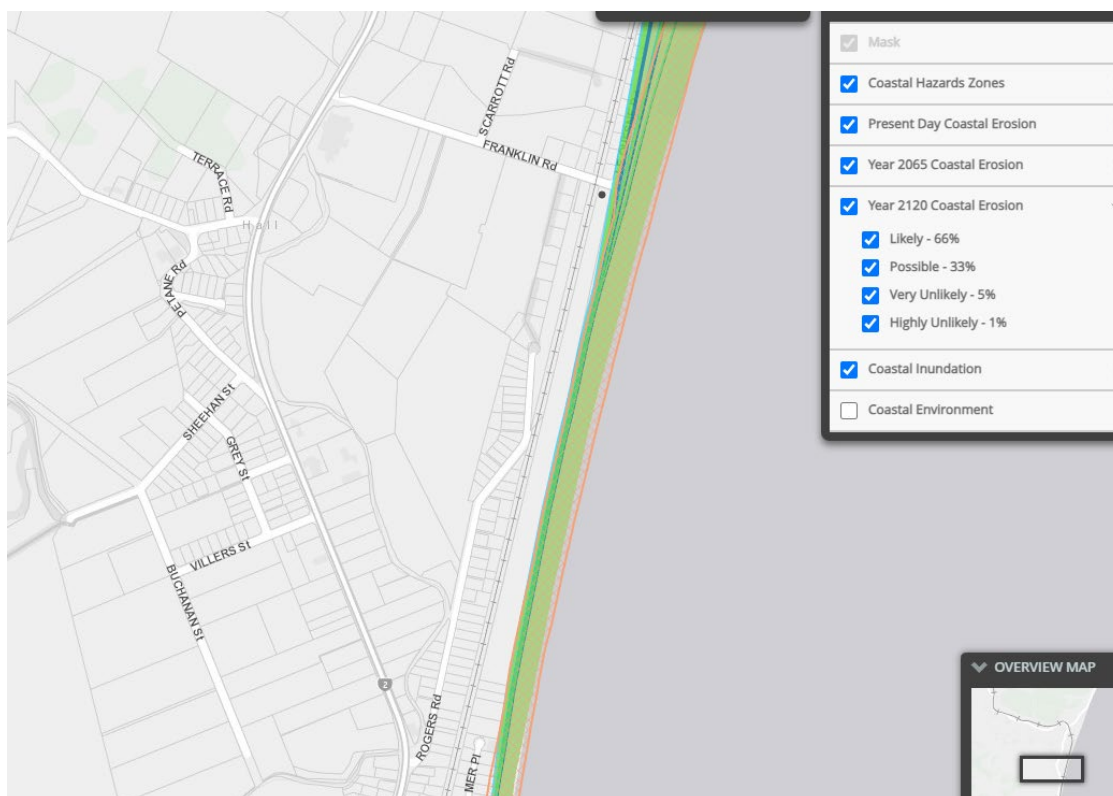 Mask
Coastal Hazards Zones
Present Day Coastal Erosion
Year 2065 Coastal Erosion
Year 2120 Coastal Erosion
Likely - 66%
Possible - 33%
Very Unlikely - 5%
Highly Unlikely - 1%
Coastal Inundation
Coastal Environment
SCARROTT Rd
FRANKLIN Rd
TERRACE Rd
Hall
PETANE Rd
SHEEHAN St
GREY St
VILLERS St
BUCHANAN St
2
ROGERS Rd
MER Pl
OVERVIEW MAP